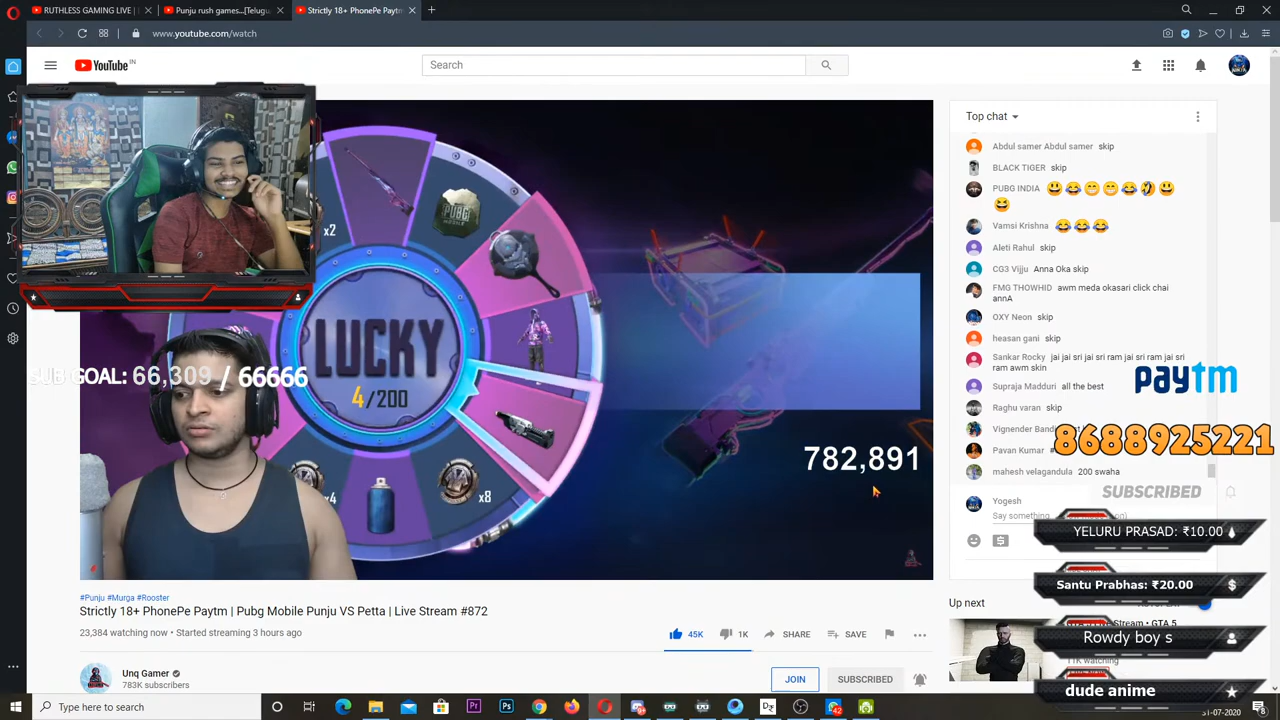 RUTHLESS GAMING LIVE |
Punju rush games...[Telugu
Strictly 18+ PhonePe Paytm
www.youtube.com/watch
YouTube IN
Search
x2
PUBG
MOBILE
LUCKY
4/200
SUB GOAL: 66,309 / 66666
x4
x8
782,891
Top chat
Abdul samer Abdul samer skip
BLACK TIGER skip
PUBG INDIA 😃😂😁😁😂🤣😃
😆
Vamsi Krishna 😂😂😂
Aleti Rahul skip
CG3 Vijju Anna Oka skip
FMG THOWHID awm meda okasari click chai
annA
OXY Neon skip
heasan gani skip
Sankar Rocky jai jai sri jai sri ram jai sri ram jai sri
ram awm skin
Supraja Madduri all the best
paytm
Raghu varan skip
Vignender
8688925221
Pavan Kumar
mahesh velagandula 200 swaha
SUBSCRIBED
Yogesh
Say something
YELURU PRASAD: ₹10.00
Santu Prabhas: ₹20.00
Up next
Rowdy boy s
11K watching
dude anime
#Punju #Murga #Rooster
Strictly 18+ PhonePe Paytm | Pubg Mobile Punju VS Petta | Live Stream #872
23,384 watching now • Started streaming 3 hours ago
45K
1K
SHARE
SAVE
Unq Gamer
783K subscribers
JOIN
SUBSCRIBED
Type here to search
31-07-2020